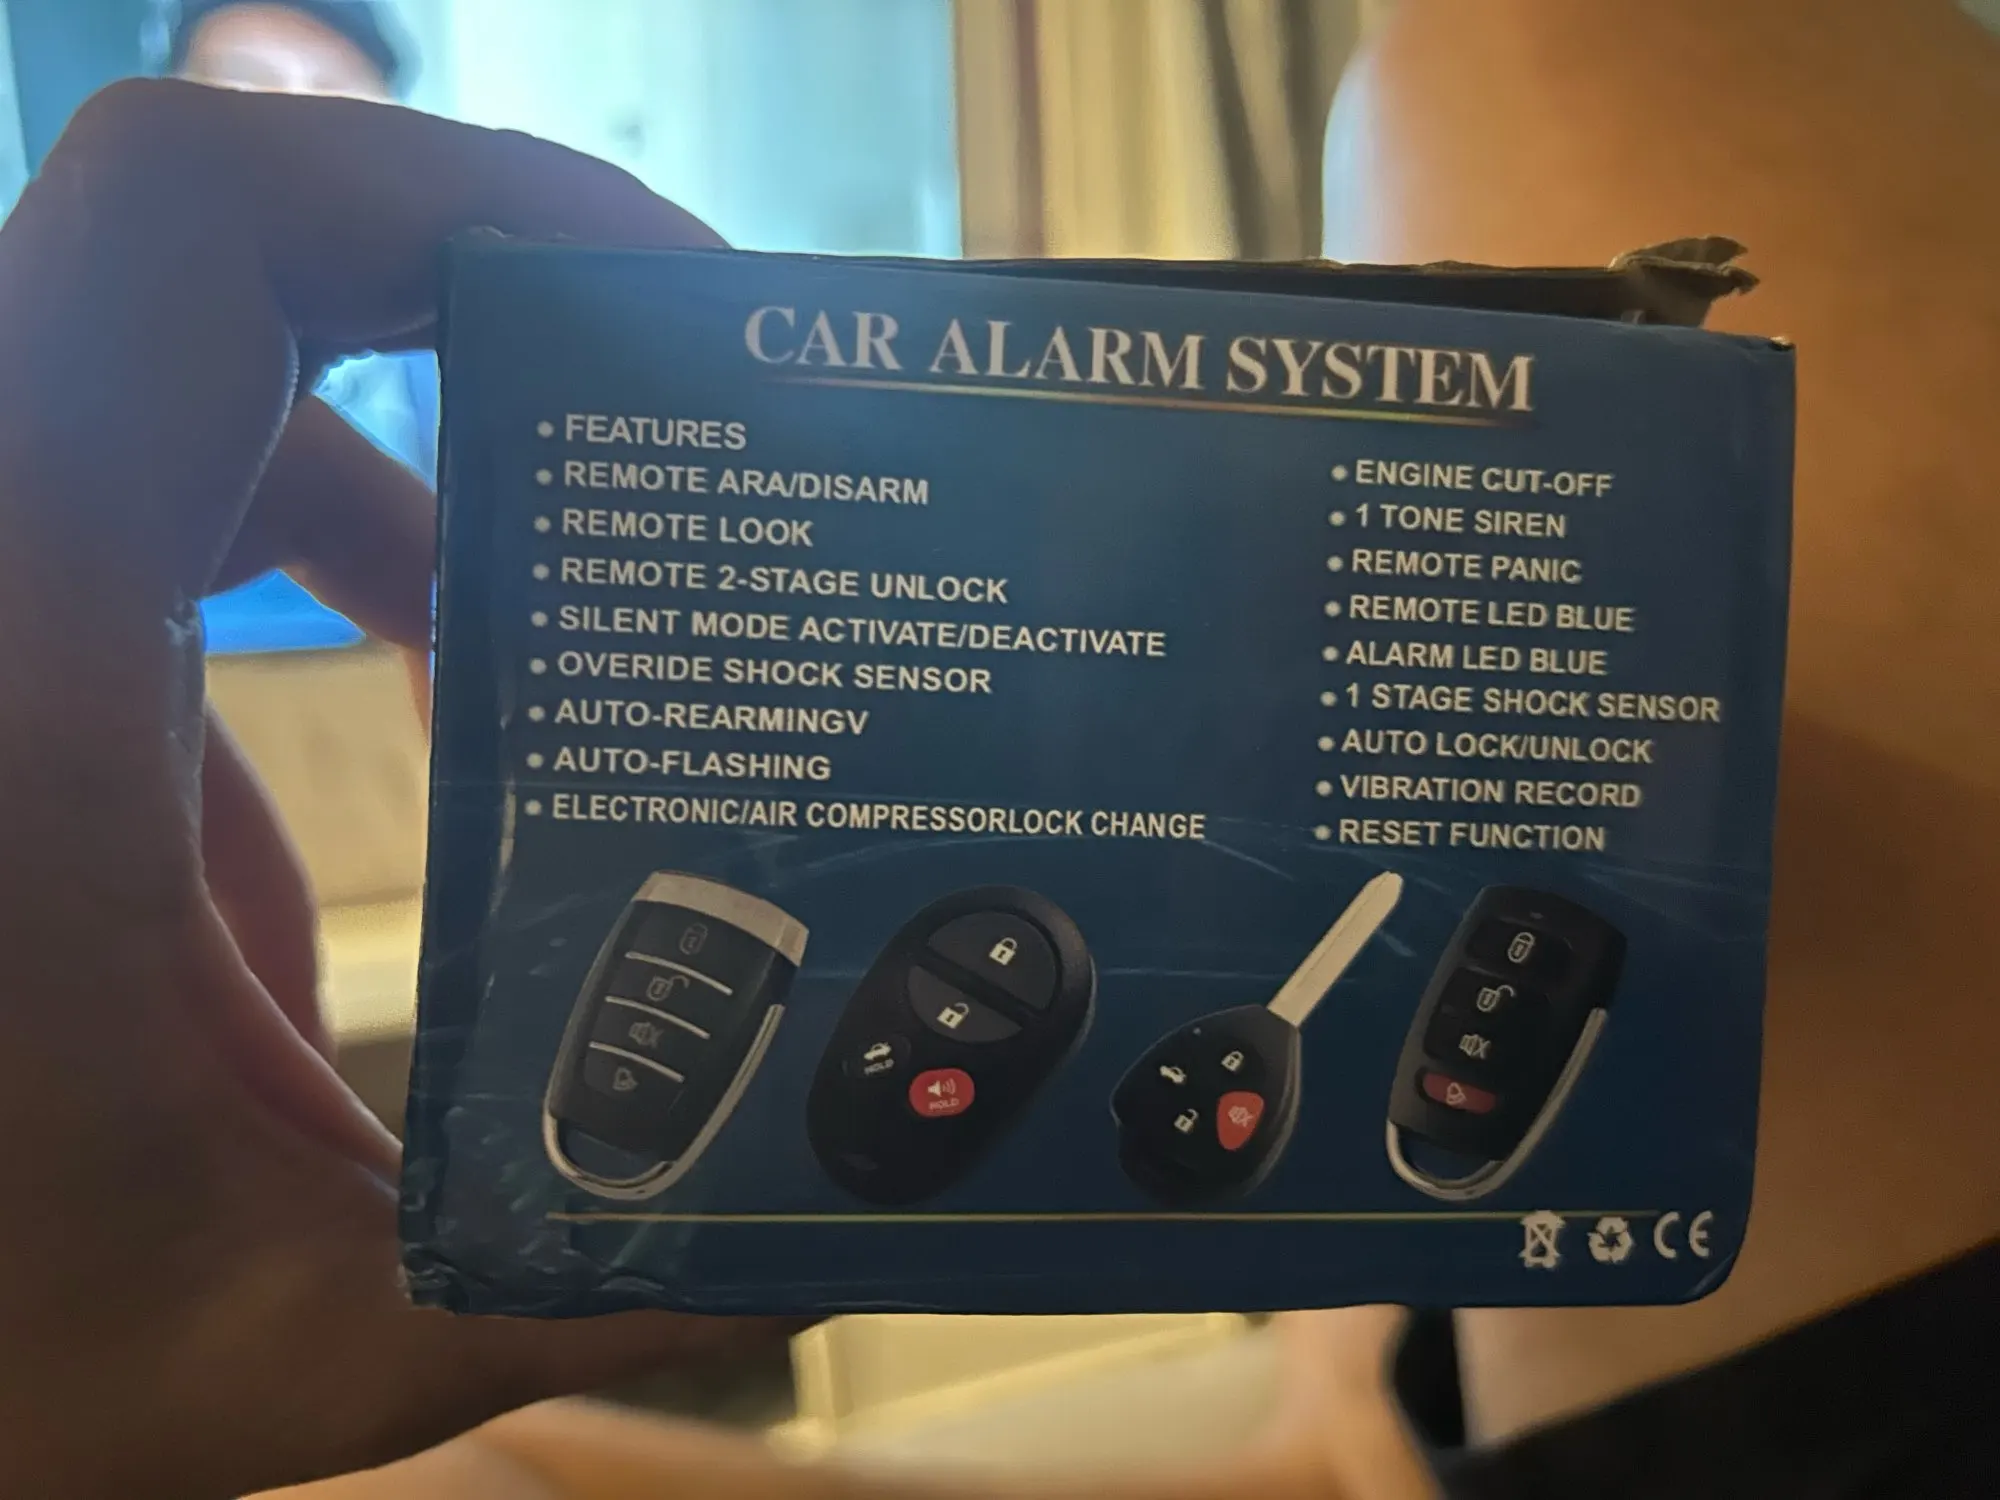 CAR ALARM SYSTEM
• FEATURES
• REMOTE ARA/DISARM
• REMOTE LOOK
• REMOTE 2-STAGE UNLOCK
• SILENT MODE ACTIVATE/DEACTIVATE
• OVERIDE SHOCK SENSOR
• AUTO-REARMINGV
• AUTO-FLASHING
• ELECTRONIC/AIR COMPRESSORLOCK CHANGE
• ENGINE CUT-OFF
• 1 TONE SIREN
• REMOTE PANIC
• REMOTE LED BLUE
• ALARM LED BLUE
• 1 STAGE SHOCK SENSOR
• AUTO LOCK/UNLOCK
• VIBRATION RECORD
• RESET FUNCTION
HOLD
HOLD
CE